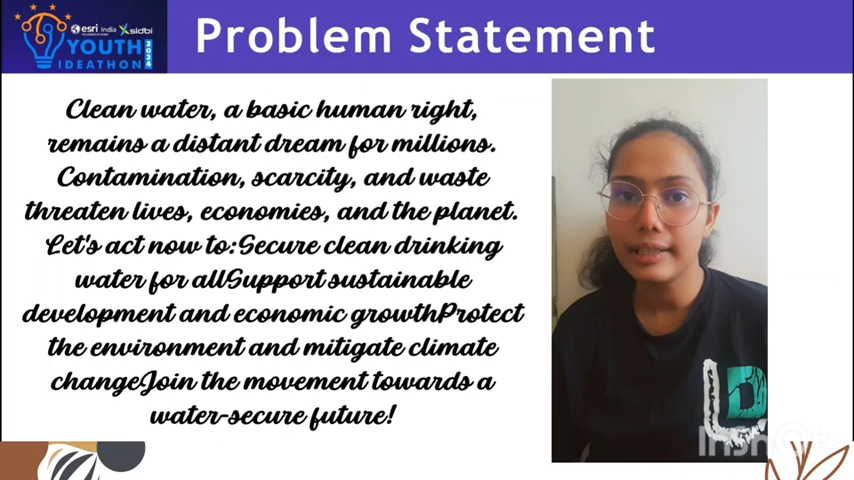 esri India sidbi
YOUTH
IDEATHON
2024
Problem Statement
Clean water, a basic human right,
remains a distant dream for millions.
Contamination, scarcity, and waste
threaten lives, economies, and the planet.
Let's act now to:Secure clean drinking
water for allSupport sustainable
development and economic growthProtect
the environment and mitigate climate
changeJoin the movement towards a
water-secure future!
InShot